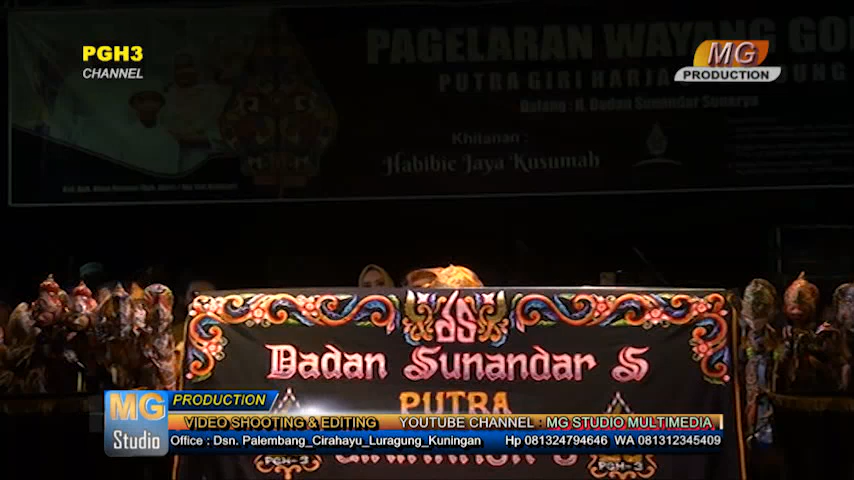 PGH3
CHANNEL
PAGELARAN WAYANG GOL
PUTRA GIRI HARJA
Dalang : H. Dadan Sunandar Sunarya
MG
PRODUCTION
Khitanan :
Habibie Jaya Kusumah
dS
Dadan Sunandar S
PUTRA
PGH-3
PGH-3
MG
Studio
PRODUCTION
VIDEO SHOOTING & EDITING YOUTUBE CHANNEL : MG STUDIO MULTIMEDIA
Office : Dsn. Palembang_Cirahayu_Luragung_Kuningan Hp 081324794646 WA 081312345409